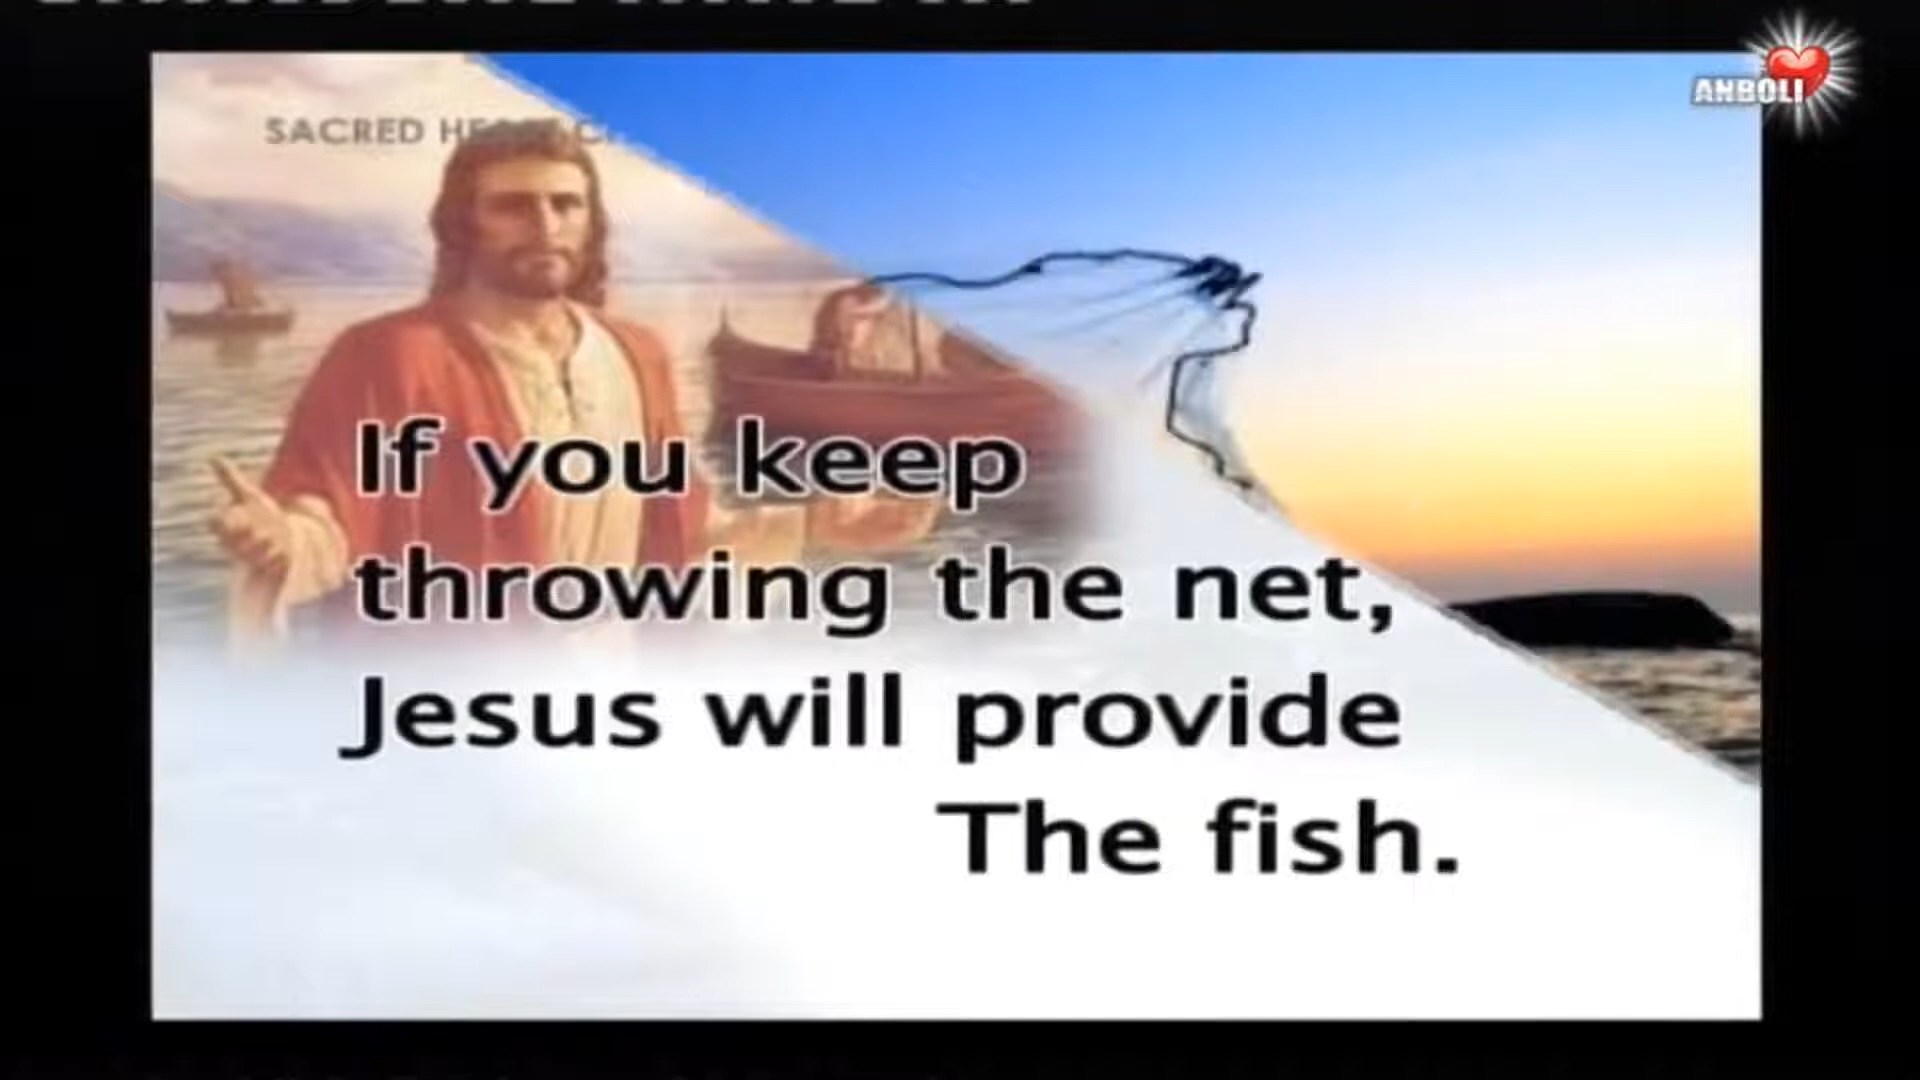 ANBOLI
SACRED
If you keep
throwing the net,
Jesus will provide
The fish.